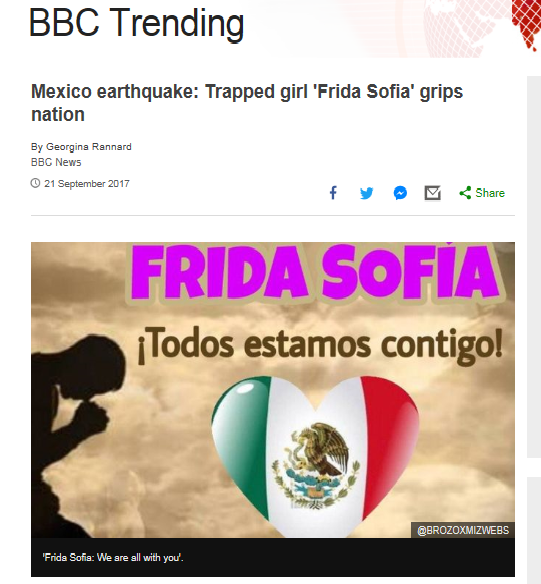 BBC Trending
Mexico earthquake: Trapped girl 'Frida Sofia' grips
nation
By Georgina Rannard
BBC News
21 September 2017
Share
FRIDA SOFÍA
¡Todos estamos contigo!
@BROZOXMIZWEBS
'Frida Sofia: We are all with you'.